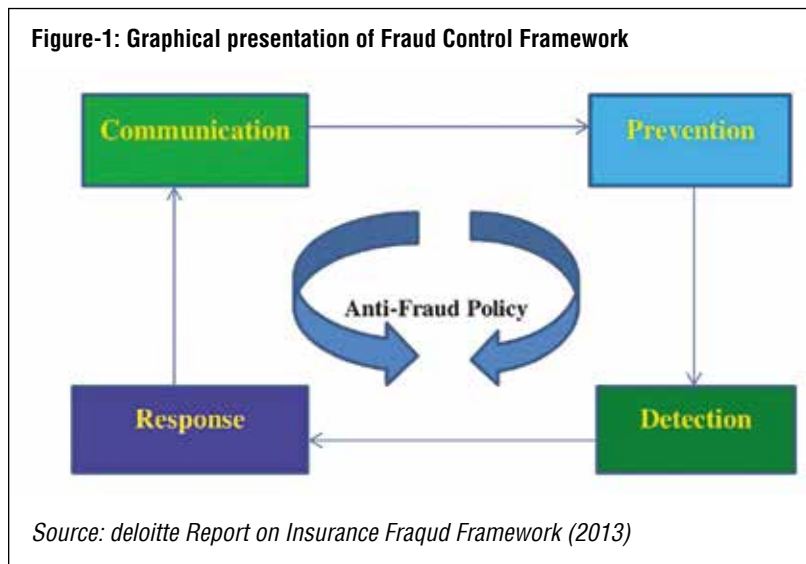 Figure-1: Graphical presentation of Fraud Control Framework
Communication
Prevention
Anti-Fraud Policy
Response
Detection
Source: deloitte Report on Insurance Fraqud Framework (2013)